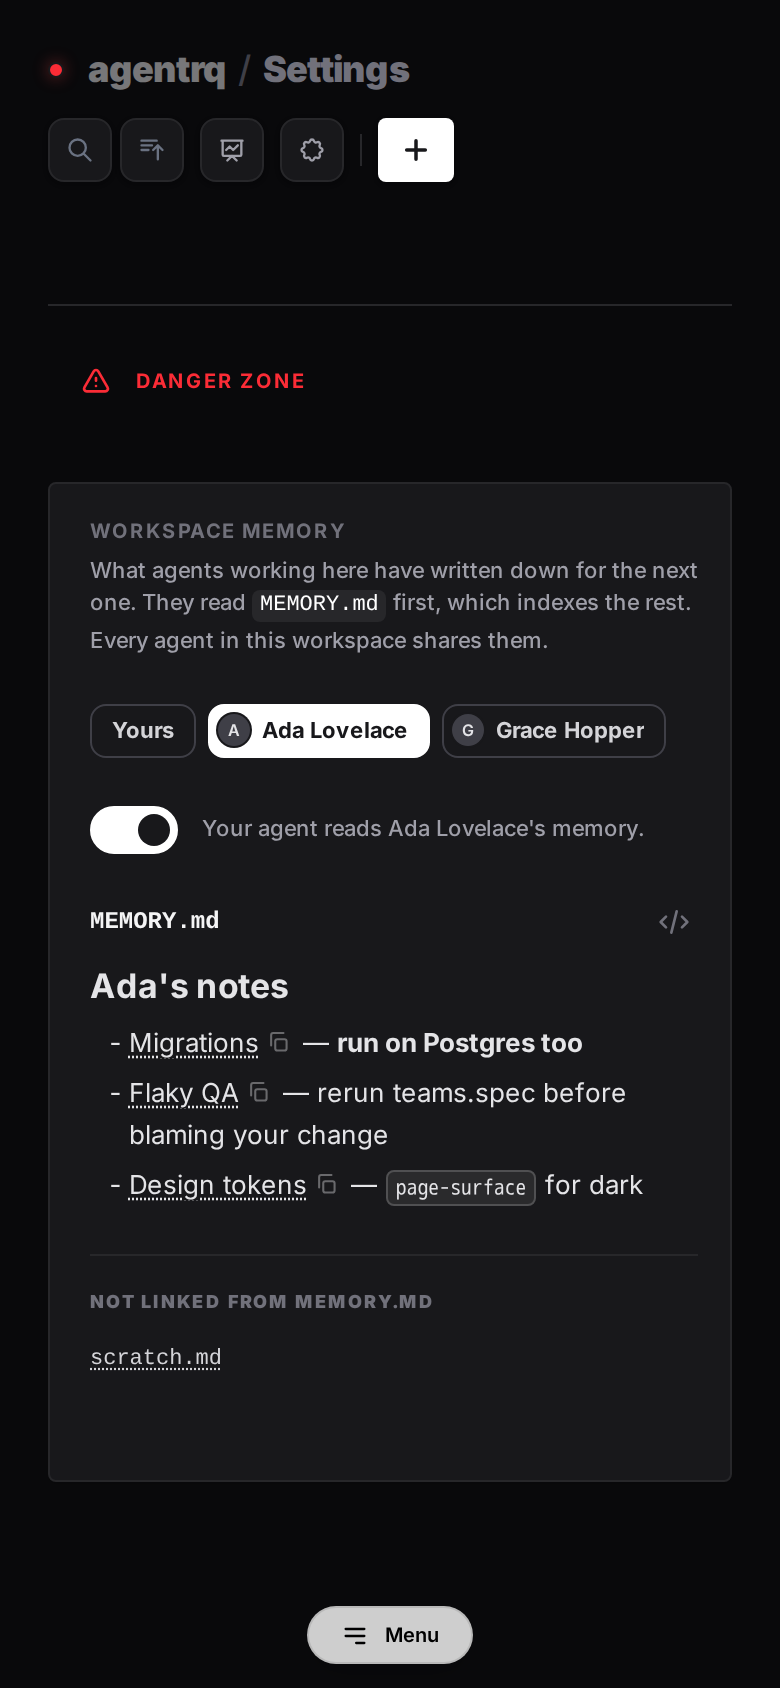 agentrq / Settings
DANGER ZONE
WORKSPACE MEMORY
What agents working here have written down for the next
one. They read MEMORY.md first, which indexes the rest.
Every agent in this workspace shares them.
Yours
A Ada Lovelace
G Grace Hopper
Your agent reads Ada Lovelace's memory.
MEMORY.md
Ada's notes
- Migrations — run on Postgres too
- Flaky QA — rerun teams.spec before
blaming your change
- Design tokens — page-surface for dark
NOT LINKED FROM MEMORY.MD
scratch.md
Menu